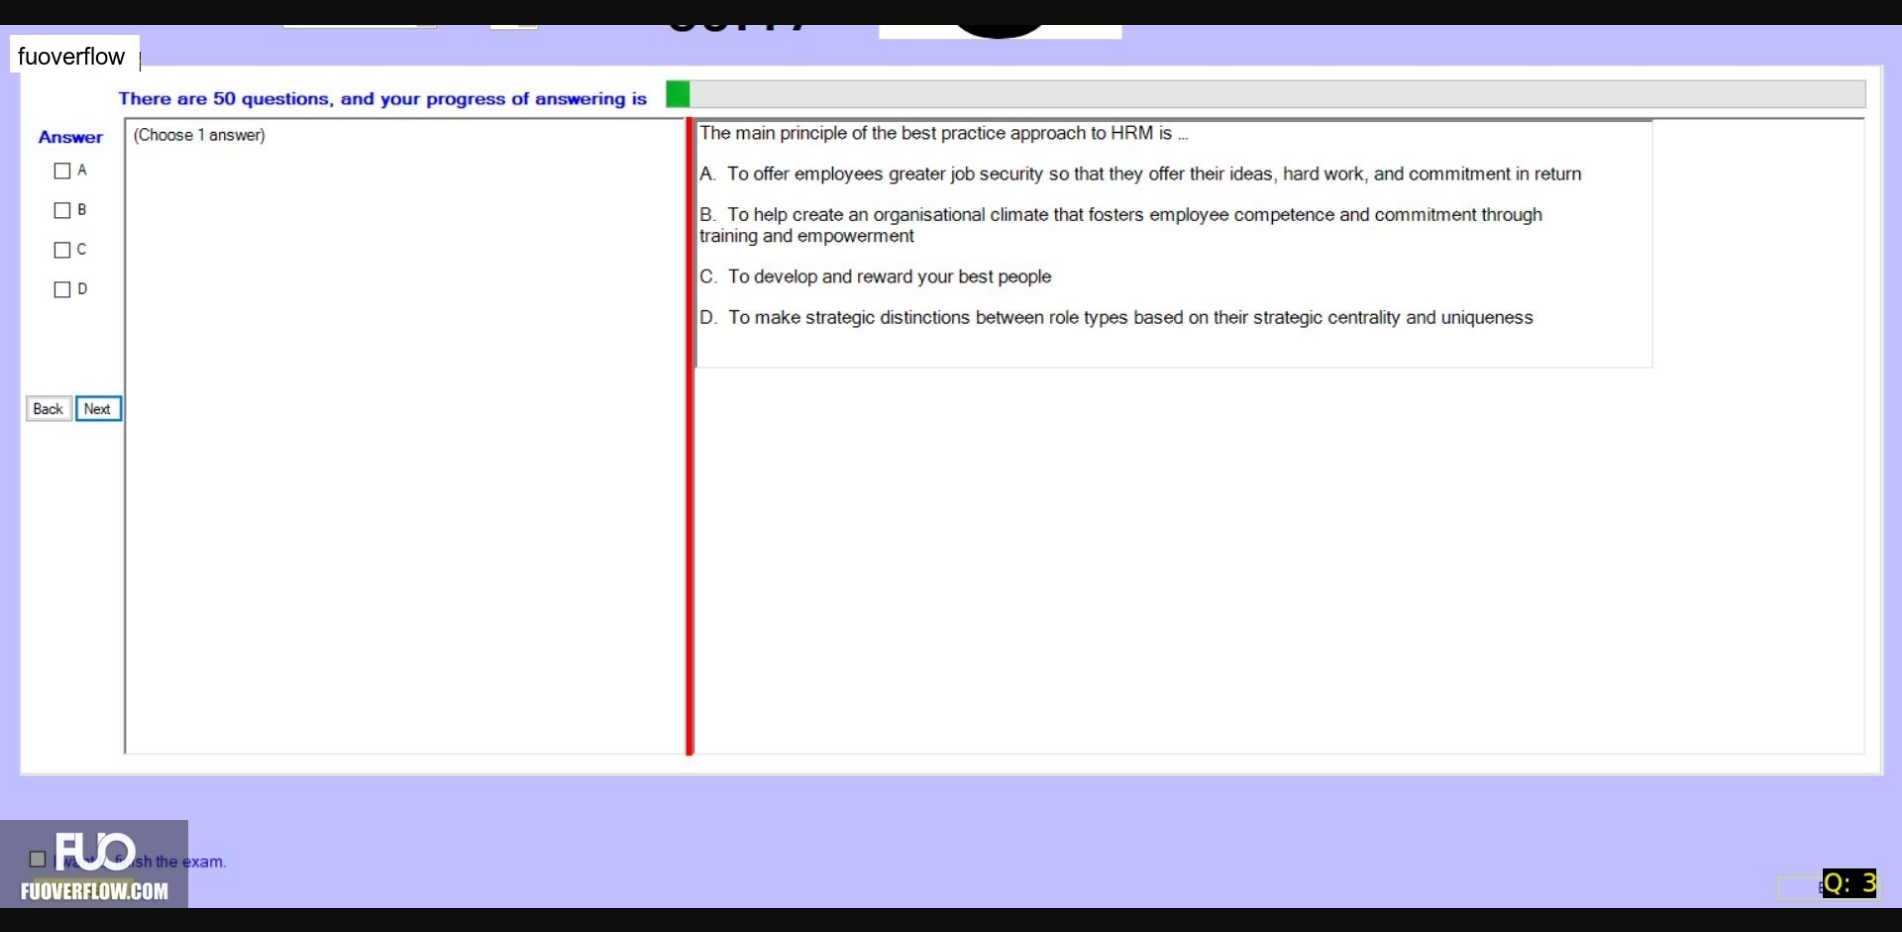 fuoverflow
There are 50 questions, and your progress of answering is
Answer
(Choose 1 answer)
A
B
C
D
Back
Next
The main principle of the best practice approach to HRM is ...
A. To offer employees greater job security so that they offer their ideas, hard work, and commitment in return
B. To help create an organisational climate that fosters employee competence and commitment through
training and empowerment
C. To develop and reward your best people
D. To make strategic distinctions between role types based on their strategic centrality and uniqueness
FUO
the exam.
FUOVERFLOW.COM
Q: 3